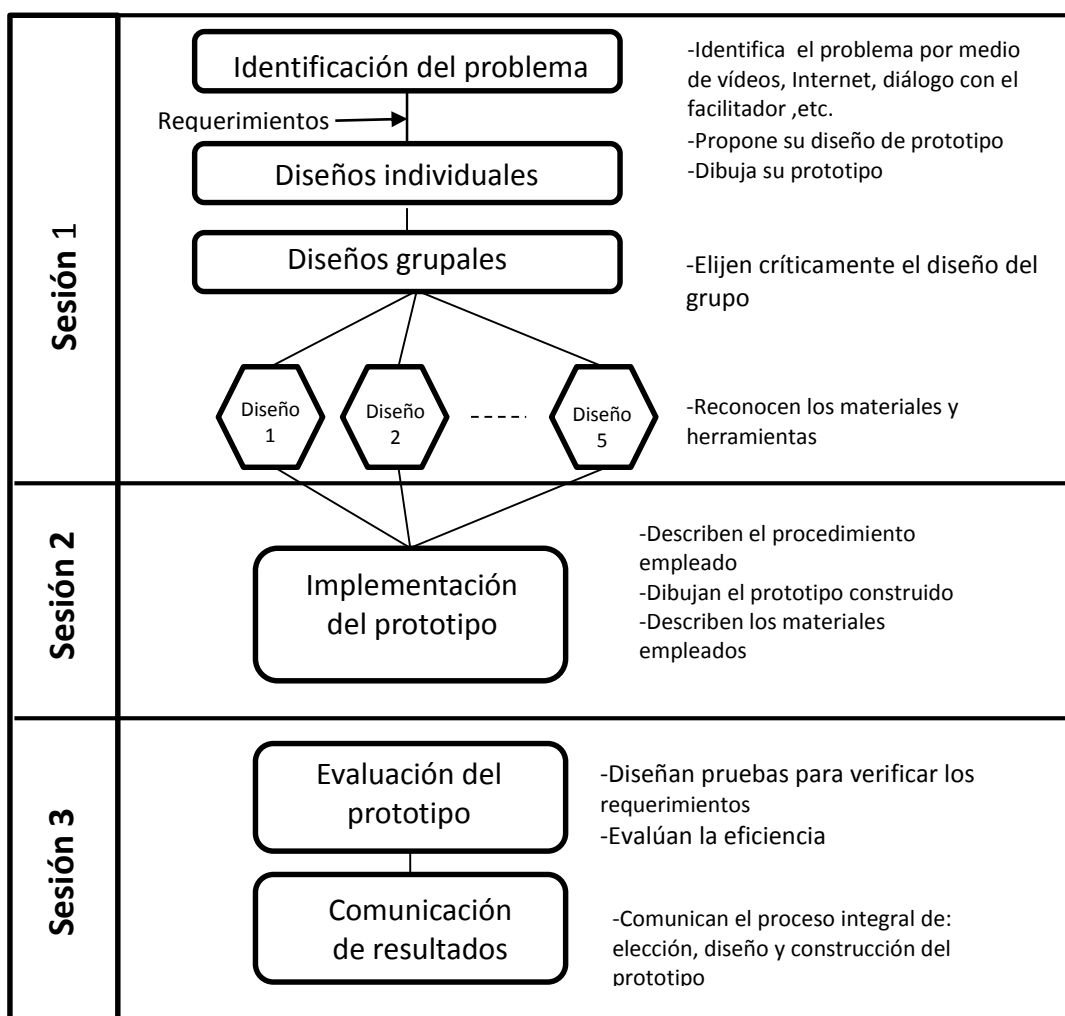 Sesión 1
Identificación del problema
-Identifica  el problema por medio
de vídeos, Internet, diálogo con el
facilitador ,etc.
-Propone su diseño de prototipo
-Dibuja su prototipo
Requerimientos
Diseños individuales
Diseños grupales
-Elijen críticamente el diseño del
grupo
Diseño
1
Diseño
2
Diseño
5
-Reconocen los materiales y
herramientas
Sesión 2
Implementación
del prototipo
-Describen el procedimiento
empleado
-Dibujan el prototipo construido
-Describen los materiales
empleados
Sesión 3
Evaluación del
prototipo
-Diseñan pruebas para verificar los
requerimientos
-Evalúan la eficiencia
Comunicación
de resultados
-Comunican el proceso integral de:
elección, diseño y construcción del
prototipo